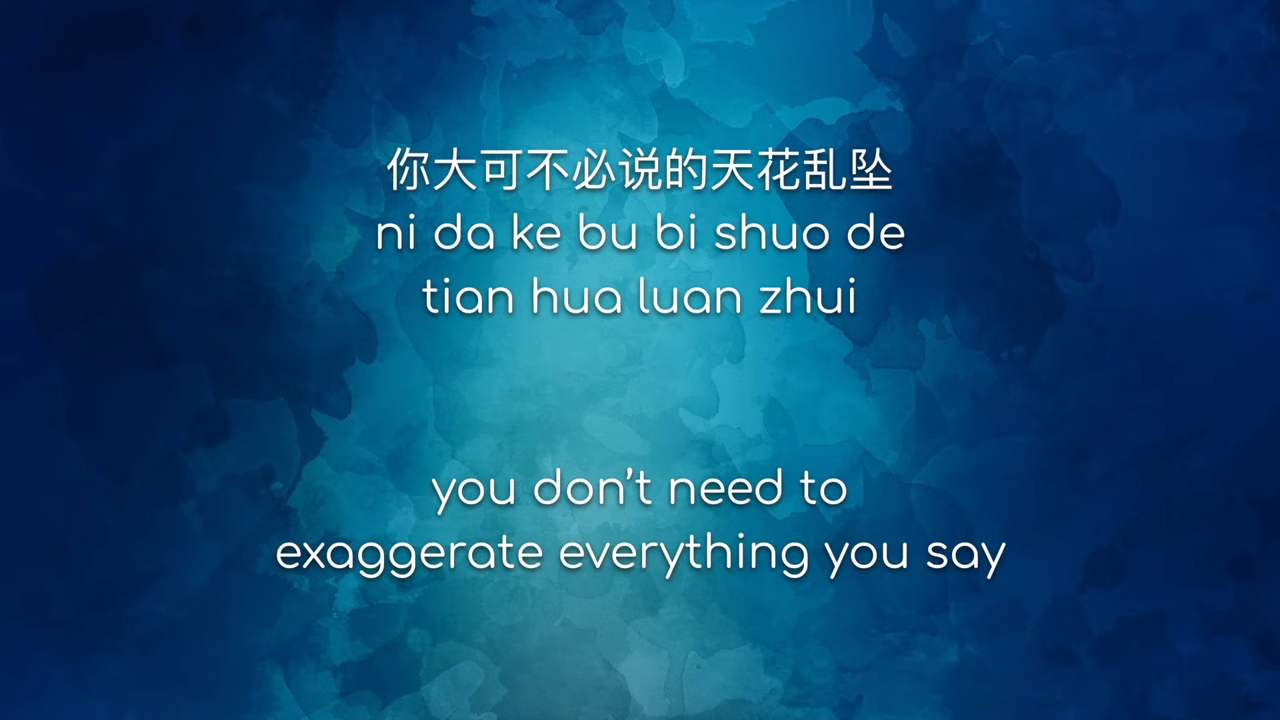 你大可不必说的天花乱坠
ni da ke bu bi shuo de
tian hua luan zhui
you don't need to
exaggerate everything you say